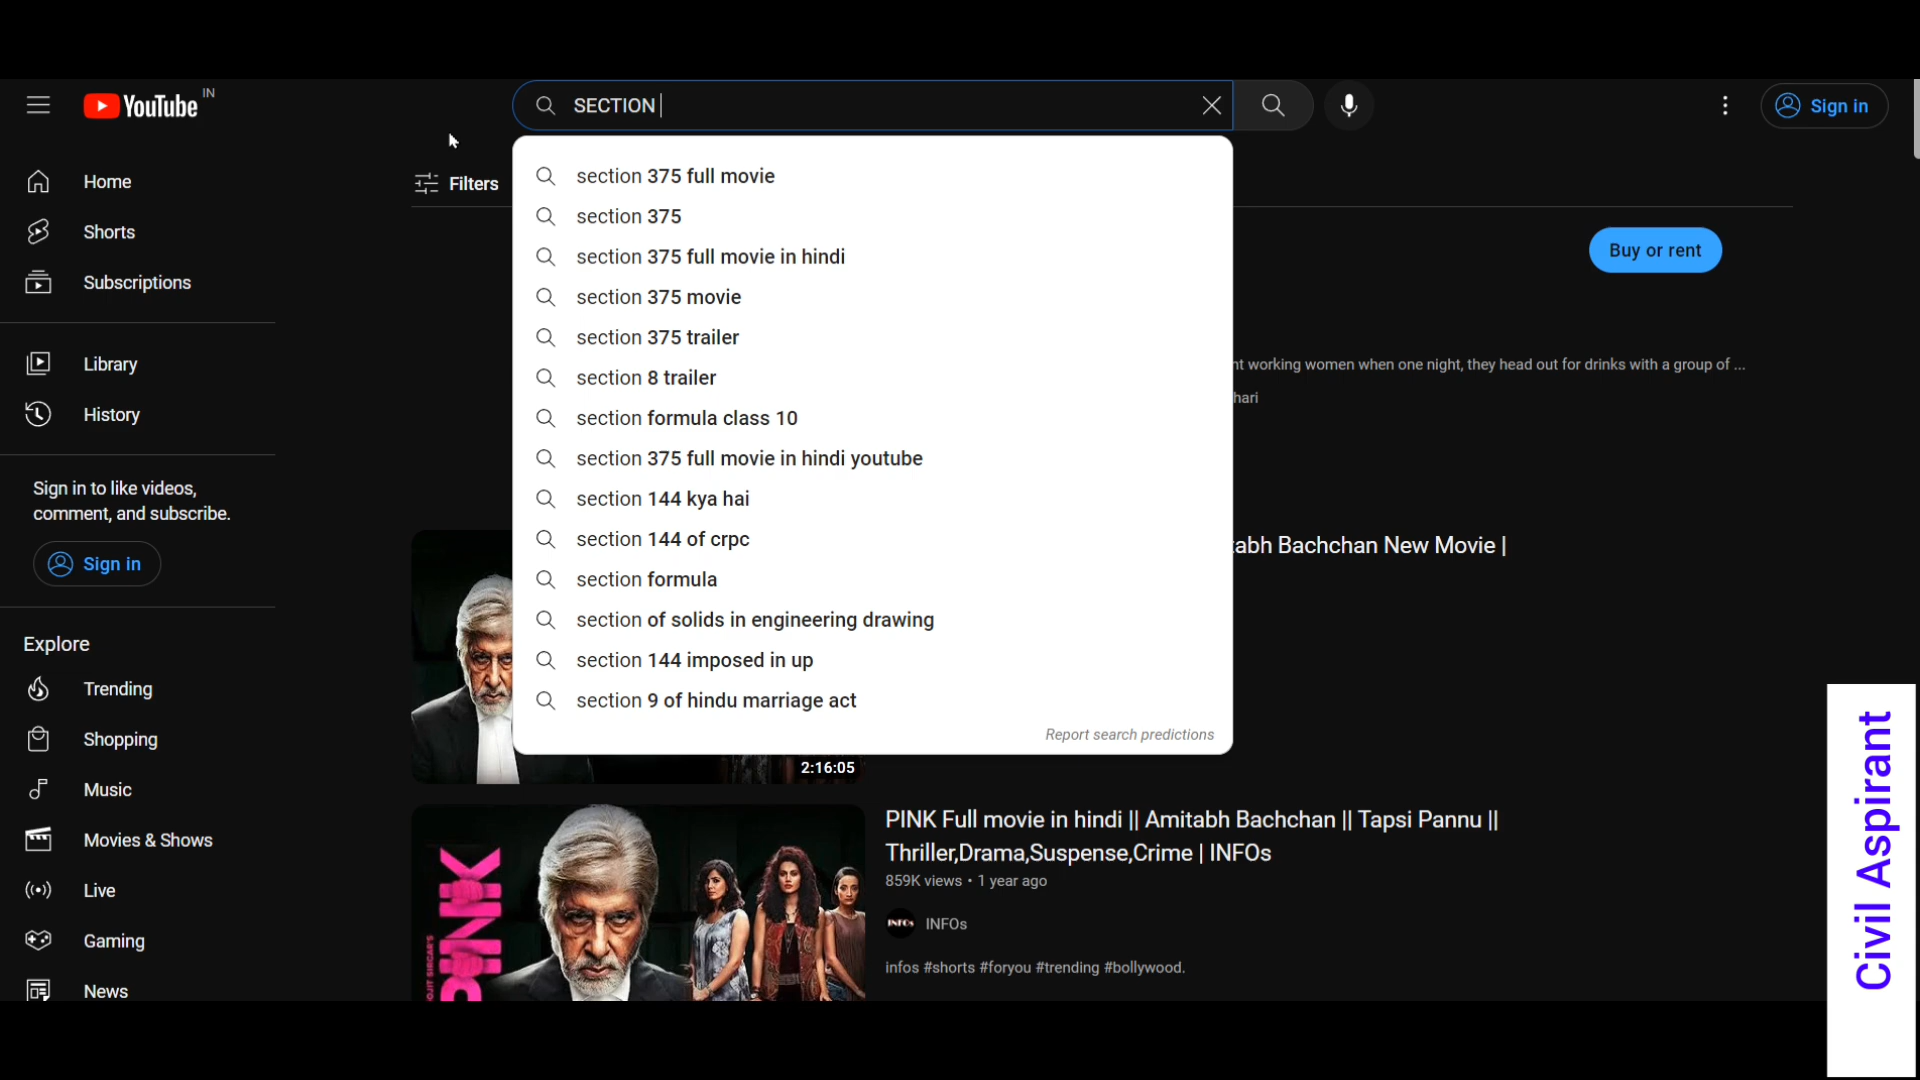 YouTube IN
SECTION
Sign in
Home
Shorts
Subscriptions
Library
History
Sign in to like videos,
comment, and subscribe.
Sign in
Explore
Trending
Shopping
Music
Movies & Shows
Live
Gaming
News
Filters
section 375 full movie
section 375
section 375 full movie in hindi
section 375 movie
section 375 trailer
section 8 trailer
section formula class 10
section 375 full movie in hindi youtube
section 144 kya hai
section 144 of crpc
section formula
section of solids in engineering drawing
section 144 imposed in up
section 9 of hindu marriage act
Report search predictions
Buy or rent
working women when one night, they head out for drinks with a group of ...
Bachchan New Movie |
2:16:05
PINK
PINK Full movie in hindi || Amitabh Bachchan || Tapsi Pannu ||
Thriller,Drama,Suspense,Crime | INFOs
859K views • 1 year ago
INFOs
INFOs
infos #shorts #foryou #trending #bollywood.
Civil Aspirant